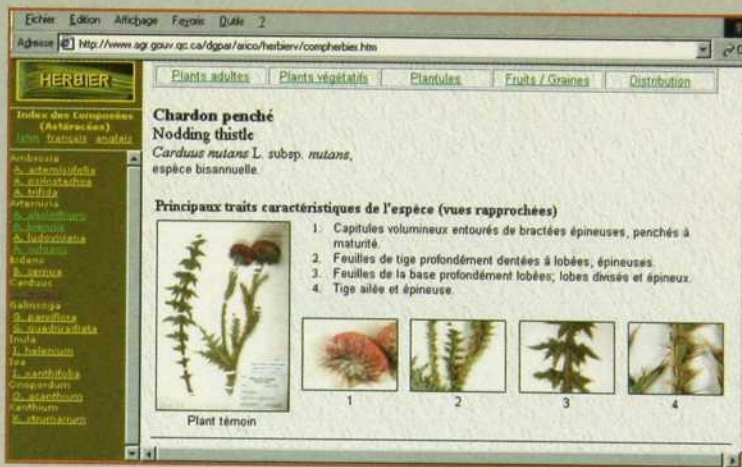 Fichier Edition Affichage Favoris Outils ?
Adresse http://www.agr.gouv.qc.ca/dgpar/arico/herbierv/compherbier.htm
HERBIER
Plants adultes Plants végétatifs Plantules Fruits / Graines Distribution
Index des Composées
(Astéracées)
latin français anglais
Ambrosia
A. artemisiifolia
A. psilostachya
A. trifida
Artemisia
A. absinthium
A. biennis
A. ludoviciana
A. vulgaris
Bidens
B. cernua
Carduus
Galinsoga
G. parviflora
G. quadriradiata
Inula
I. helenium
Iva
I. xanthifolia
Onopordum
O. acanthium
Xanthium
X. strumarium
Chardon penché
Nodding thistle
Carduus nutans L. subsp. nutans,
espèce bisannuelle.
Principaux traits caractéristiques de l'espèce (vues rapprochées)
1. Capitules volumineux entourés de bractées épineuses, penchés à
maturité.
2. Feuilles de tige profondément dentées à lobées, épineuses.
3. Feuilles de la base profondément lobées; lobes divisés et épineux.
4. Tige ailée et épineuse.
1 2 3 4
Plant témoin